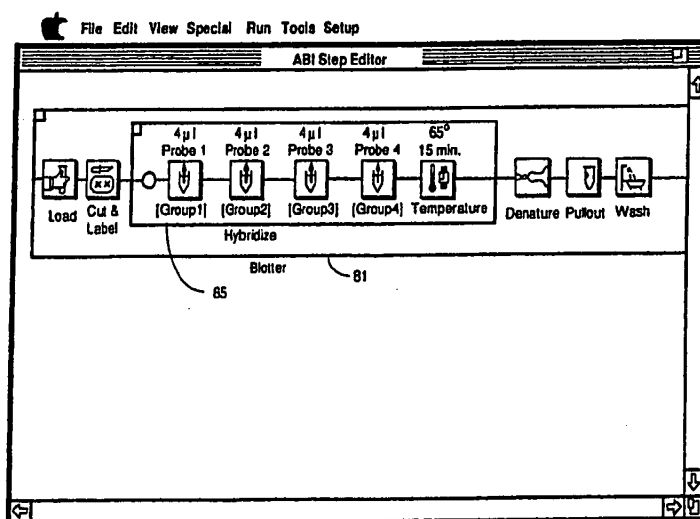 File Edit View Special Run Tools Setup
ABI Step Editor
4µl 4µl 4µl 4µl 65°
Probe 1 Probe 2 Probe 3 Probe 4 15 min.
Load Cut & Label [Group1] [Group2] [Group3] [Group4] Temperature Denature Pullout Wash
Hybridize
Blotter
81
85